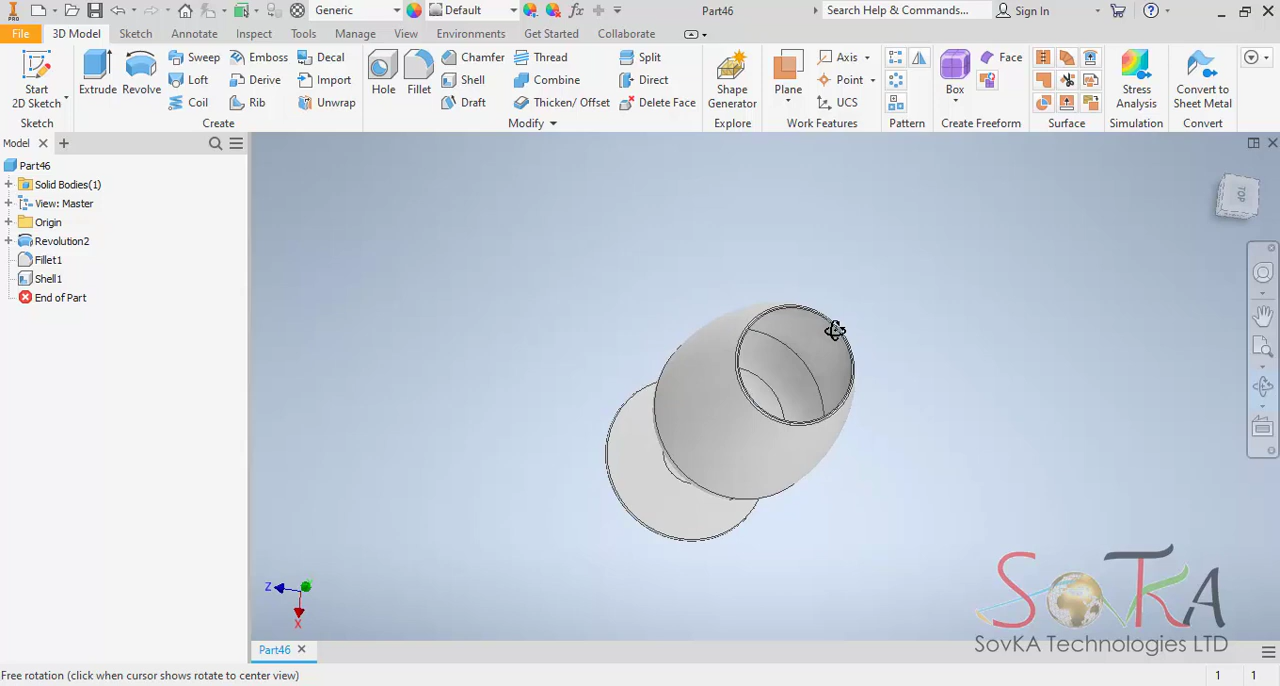 PRO Generic Default fx Part46 Search Help & Commands... Sign In
File 3D Model Sketch Annotate Inspect Tools Manage View Environments Get Started Collaborate
Start 2D Sketch
Sketch
Extrude
Revolve
Sweep Emboss Decal
Loft Derive Import
Coil Rib Unwrap
Create
Hole
Fillet
Chamfer Thread Split
Shell Combine Direct
Draft Thicken/ Offset Delete Face
Modify
Shape Generator
Explore
Plane
Axis
Point
UCS
Work Features
Pattern
Box
Face
Create Freeform
Surface
Stress Analysis
Simulation
Convert to Sheet Metal
Convert
Model
Part46
Solid Bodies(1)
View: Master
Origin
Revolution2
Fillet1
Shell1
End of Part
TOP
Z
X
SoTKA
SovKA Technologies LTD
Part46
Free rotation (click when cursor shows rotate to center view)
1 1